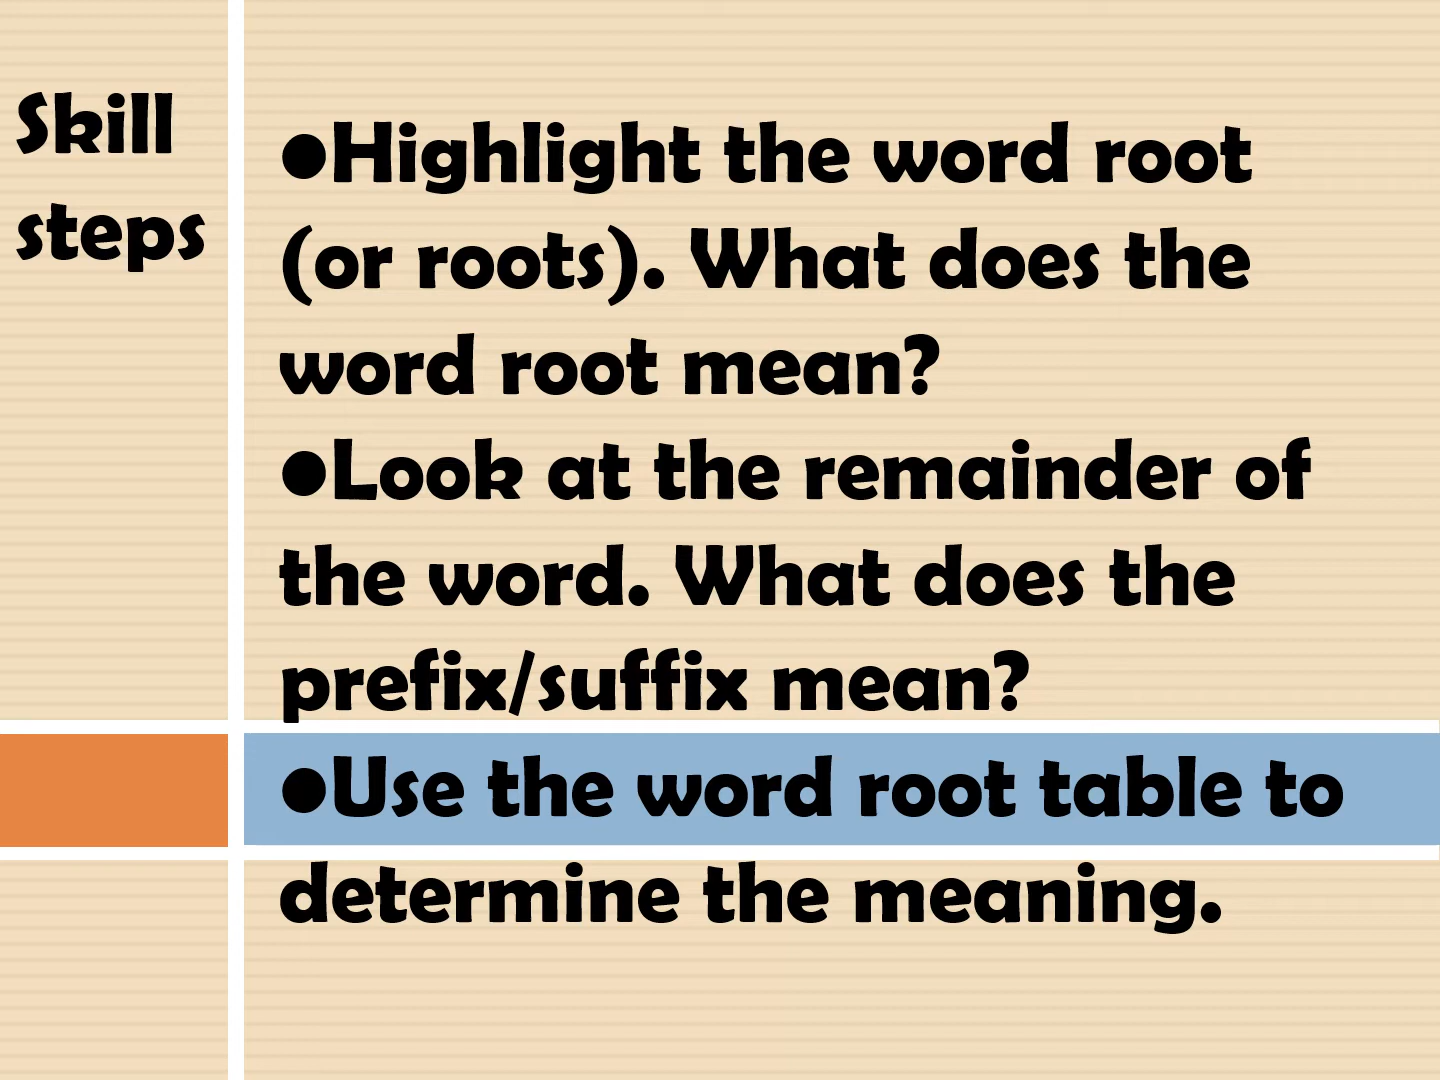 Skill
steps
●Highlight the word root
(or roots). What does the
word root mean?
●Look at the remainder of
the word. What does the
prefix/suffix mean?
●Use the word root table to
determine the meaning.